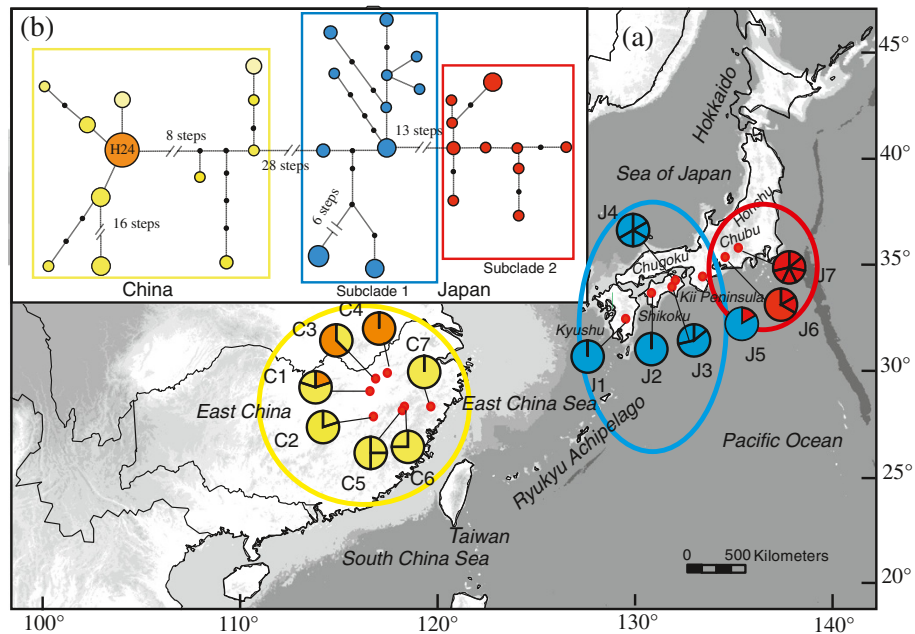 (b)
H24
8 steps
28 steps
16 steps
6 steps
13 steps
China
Subclade 1
Japan
Subclade 2
(a)
Hokkaido
Sea of Japan
Honchu
Chubu
Chugoku
Kii Peninsula
Shikoku
Kyushu
J4
J7
J6
J5
J3
J2
J1
C4
C3
C7
C1
C2
C5
C6
East China
East China Sea
Ryukyu Achipelago
Pacific Ocean
Taiwan
South China Sea
0 500 Kilometers
45°
40°
35°
30°
25°
20°
100° 110° 120° 130° 140°